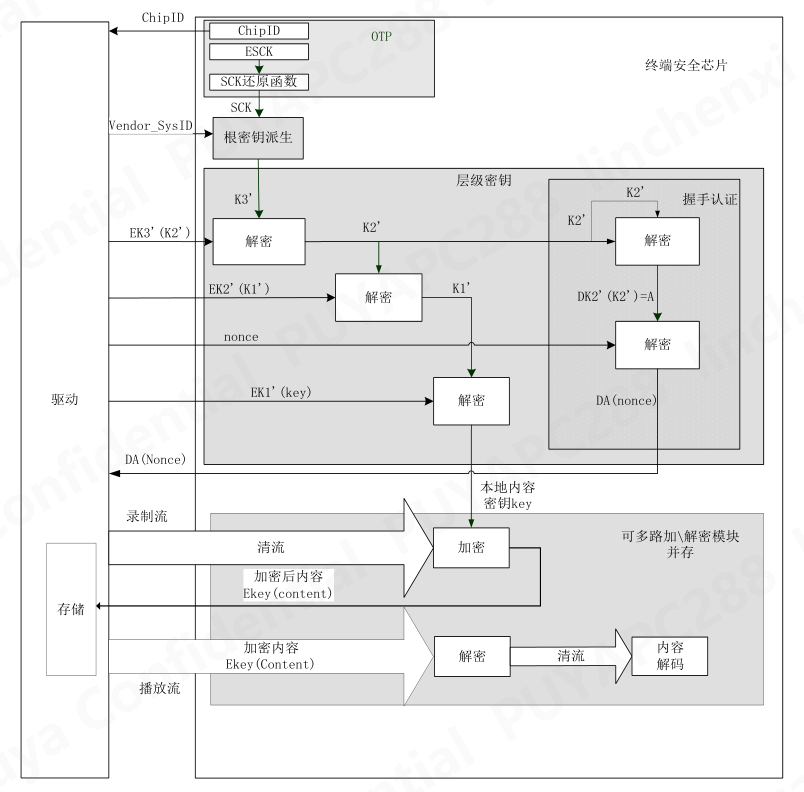 ChipID
ChipID
OTP
ESCK
SCK还原函数
终端安全芯片
SCK
Vendor_SysID
根密钥派生
层级密钥
K3'
K2'
握手认证
K2'
K2'
EK3'(K2')
解密
解密
EK2'(K1')
解密
K1'
DK2'(K2')=A
nonce
解密
驱动
EK1'(key)
解密
DA(nonce)
DA(Nonce)
本地内容
密钥key
录制流
清流
加密
可多路加\解密模块
并存
加密后内容
Ekey(content)
存储
加密内容
Ekey(Content)
解密
清流
内容
解码
播放流